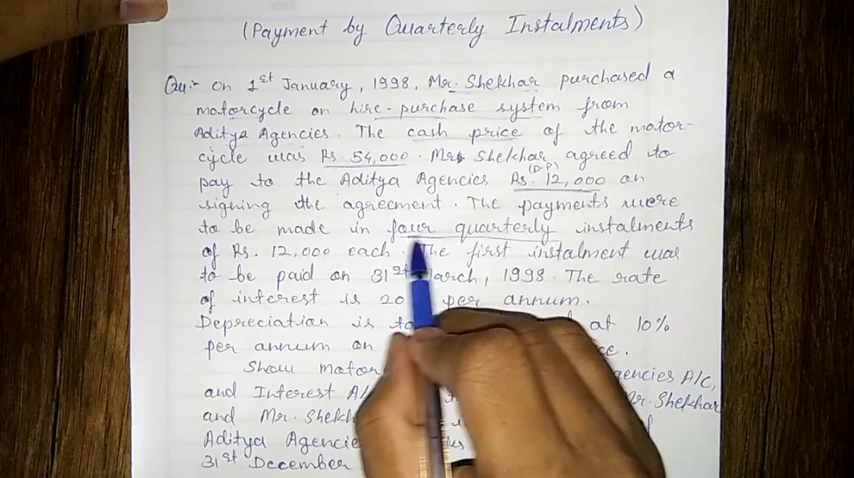 (Payment by Quarterly Instalments)
Qu:- On 1st January, 1998, Mr. Shekhar purchased a
motorcycle on hire-purchase system from
Aditya Agencies. The cash price of the motor-
cycle was Rs. 54,000. Mr. Shekhar agreed to
(D.P)
pay to the Aditya Agencies Rs. 12,000 on
signing the agreement. The payments were
to be made in four quarterly instalments
of Rs. 12,000 each. The first instalment was
to be paid on 31st March, 1998. The rate
of interest is 20 per annum.
Depreciation is to at 10%
per annum on
Show A/C,
and Interest Mr. Shekhar
and Mr.
Aditya
31st December